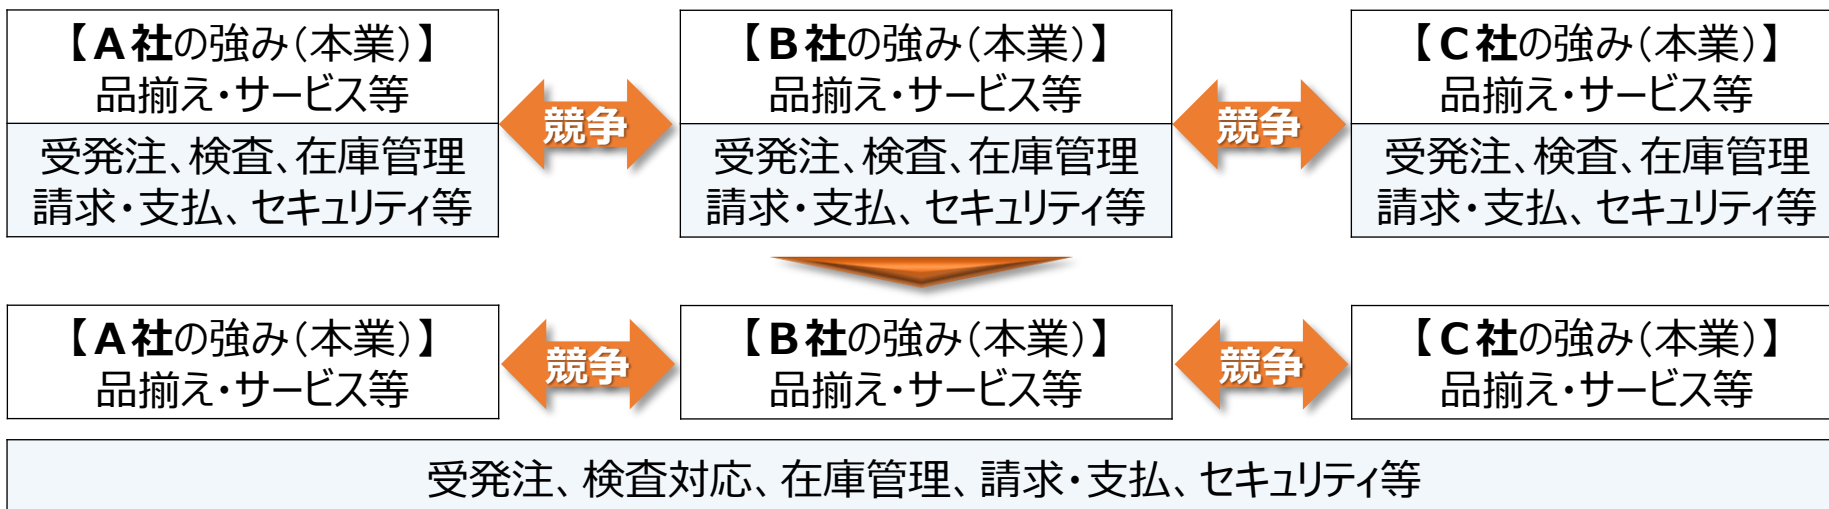 【A社の強み（本業）】
品揃え・サービス等
受発注、検査、在庫管理
請求・支払、セキュリティ等
競争
【B社の強み（本業）】
品揃え・サービス等
受発注、検査、在庫管理
請求・支払、セキュリティ等
競争
【C社の強み（本業）】
品揃え・サービス等
受発注、検査、在庫管理
請求・支払、セキュリティ等
【A社の強み（本業）】
品揃え・サービス等
競争
【B社の強み（本業）】
品揃え・サービス等
競争
【C社の強み（本業）】
品揃え・サービス等
受発注、検査対応、在庫管理、請求・支払、セキュリティ等